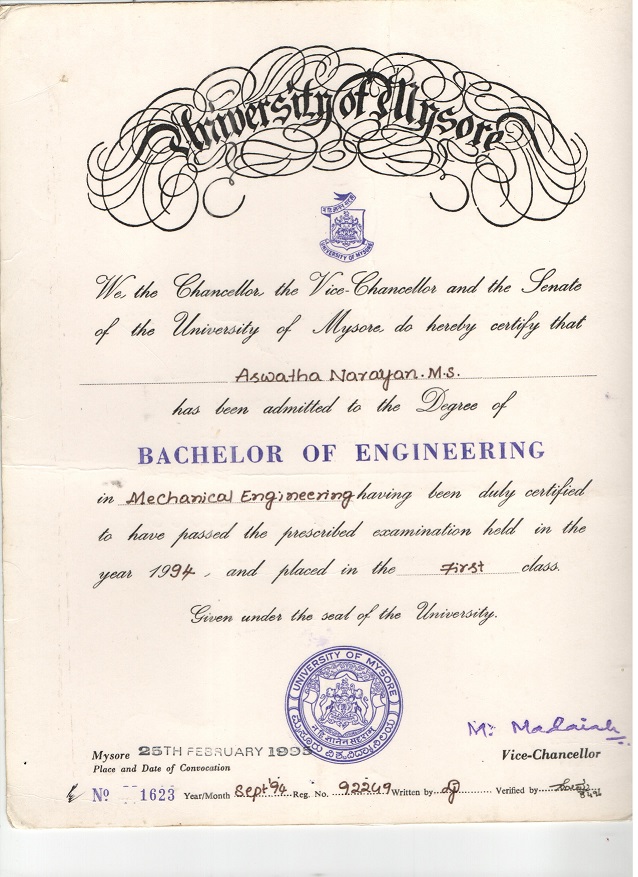 University of Mysore
UNIVERSITY OF MYSORE
We, the Chancellor, the Vice-Chancellor and the Senate
of the University of Mysore, do hereby certify that
Aswatha Narayan. M.S.
has been admitted to the Degree of
BACHELOR OF ENGINEERING
in Mechanical Engineering having been duly certified
to have passed the prescribed examination held in the
year 1994, and placed in the First class.
Given under the seal of the University.
UNIVERSITY OF MYSORE
M. Madaiah
Mysore 25TH FEBRUARY 1995
Vice-Chancellor
Place and Date of Convocation
No 1623 Year/Month Sept'94 Reg. No. 92249 Written by Verified by